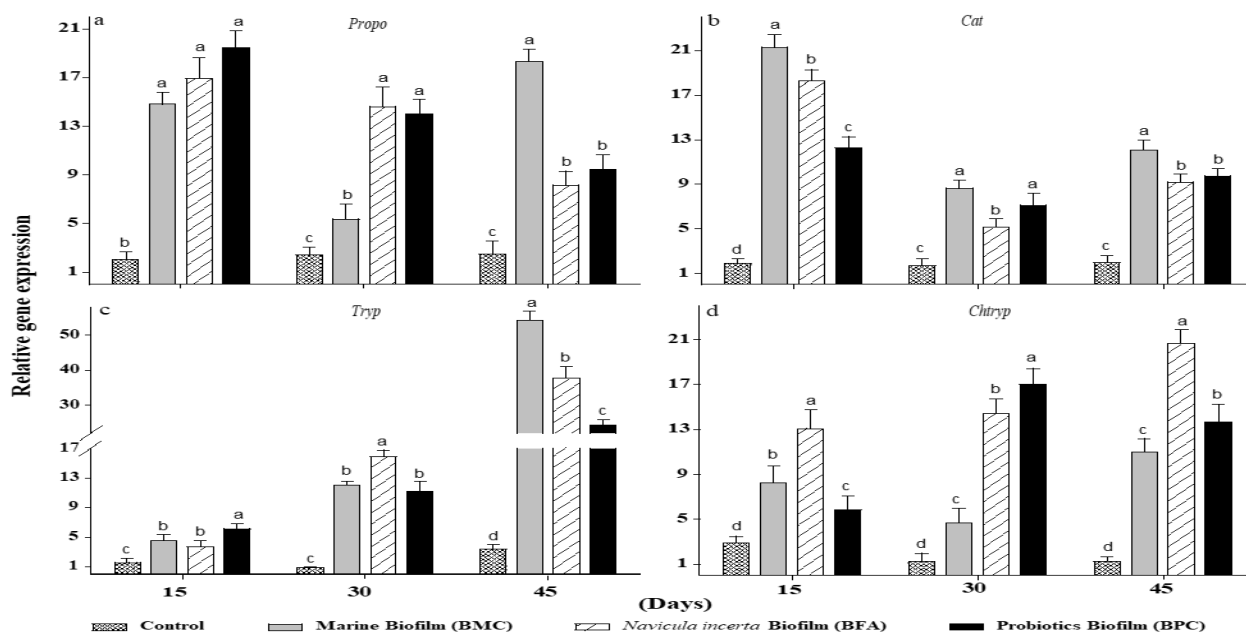 Relative gene expression
a
Propo
21
17
13
9
5
1
b a a a
c b a a
c a b b
b
Cat
21
17
13
9
5
1
d a b c
c a b a
c a b b
c
Tryp
50
40
30
17
13
9
5
1
c b b a
c b a b
d a b c
15 30 45
d
Chtryp
21
17
13
9
5
1
d b a c
d c b a
d c a b
15 30 45
(Days)
Control Marine Biofilm (BMC) Navicula incerta Biofilm (BFA) Probiotics Biofilm (BPC)